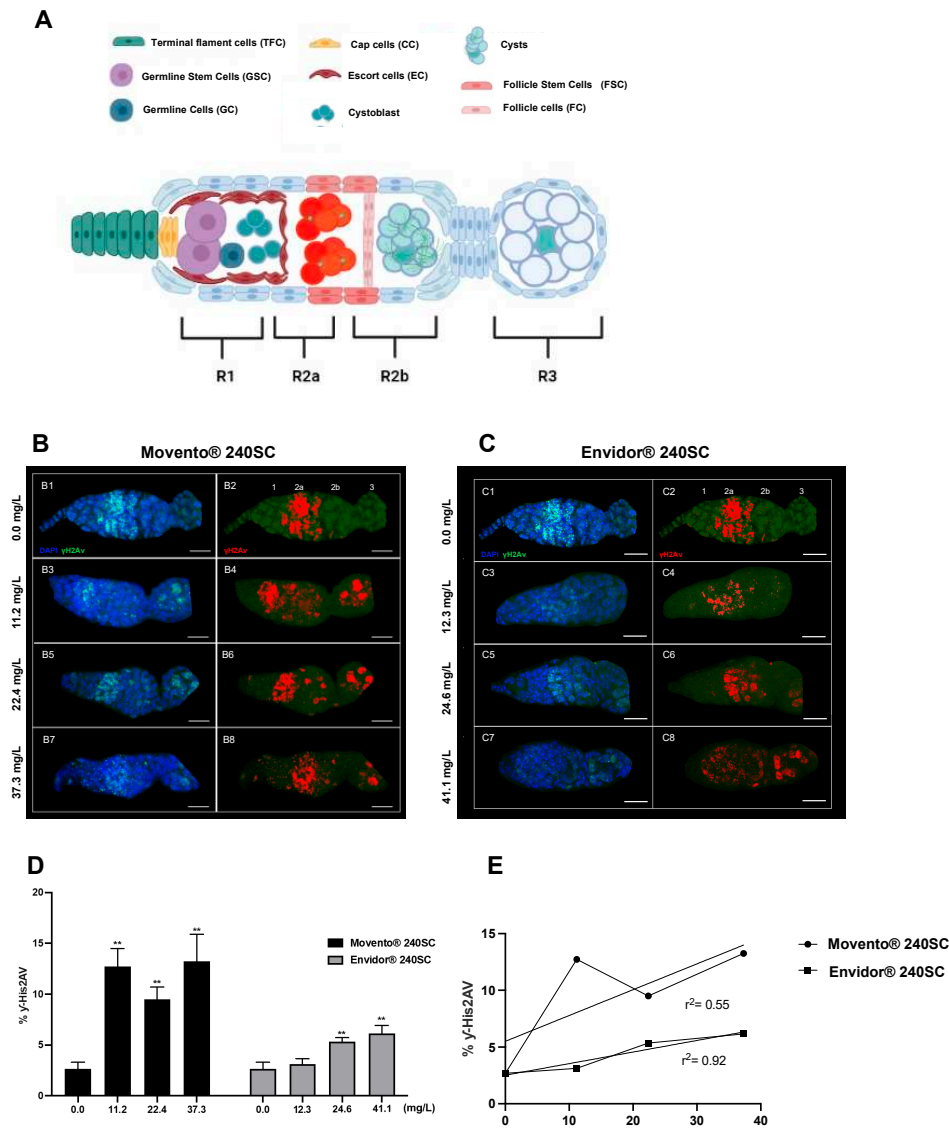 A
Terminal filament cells (TFC)
Cap cells (CC)
Cysts
Germline Stem Cells (GSC)
Escort cells (EC)
Follicle Stem Cells (FSC)
Germline Cells (GC)
Cystoblast
Follicle cells (FC)
R1
R2a
R2b
R3
B
Movento® 240SC
C
Envidor® 240SC
0.0 mg/L
B1
DAPI γH2Av
B2
1 2a 2b 3
γH2Av
0.0 mg/L
C1
DAPI γH2Av
C2
1 2a 2b 3
γH2Av
11.2 mg/L
B3
B4
12.3 mg/L
C3
C4
22.4 mg/L
B5
B6
24.6 mg/L
C5
C6
37.3 mg/L
B7
B8
41.1 mg/L
C7
C8
D
% γ-His2AV
20
15
10
5
0
**
**
**
**
**
Movento® 240SC
Envidor® 240SC
0.0 11.2 22.4 37.3 0.0 12.3 24.6 41.1 (mg/L)
E
% γ-His2AV
15
10
5
0
r²= 0.55
r²= 0.92
0 10 20 30 40
Movento® 240SC
Envidor® 240SC